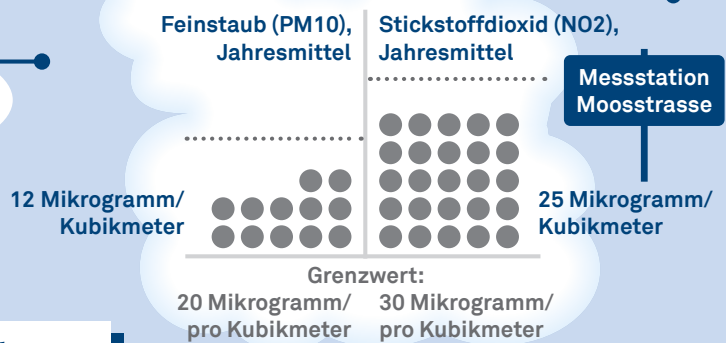 Feinstaub (PM10),
Jahresmittel
Stickstoffdioxid (NO2),
Jahresmittel
Messstation
Moosstrasse
12 Mikrogramm/
Kubikmeter
25 Mikrogramm/
Kubikmeter
Grenzwert:
20 Mikrogramm/
pro Kubikmeter
30 Mikrogramm/
pro Kubikmeter